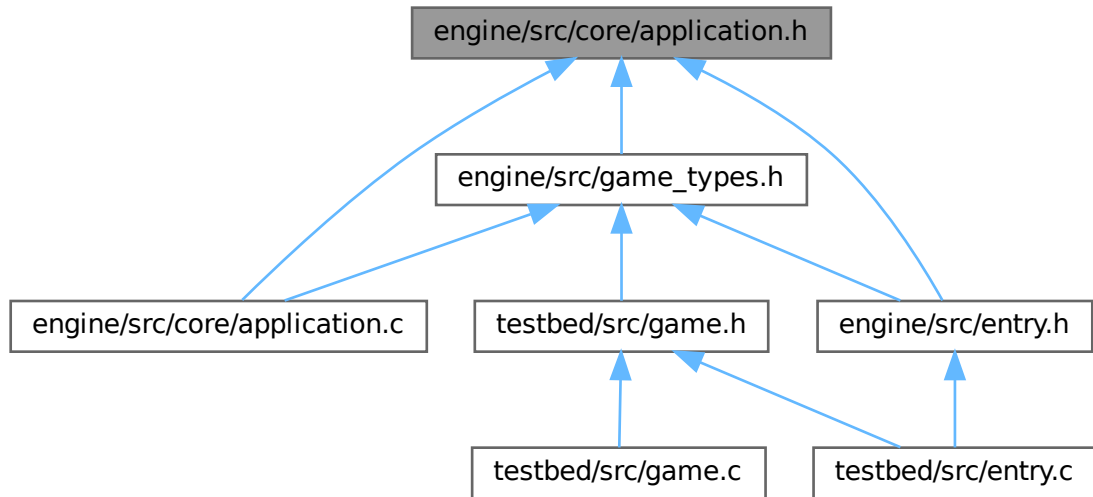 engine/src/core/application.h
engine/src/game_types.h
engine/src/core/application.c
testbed/src/game.h
engine/src/entry.h
testbed/src/game.c
testbed/src/entry.c